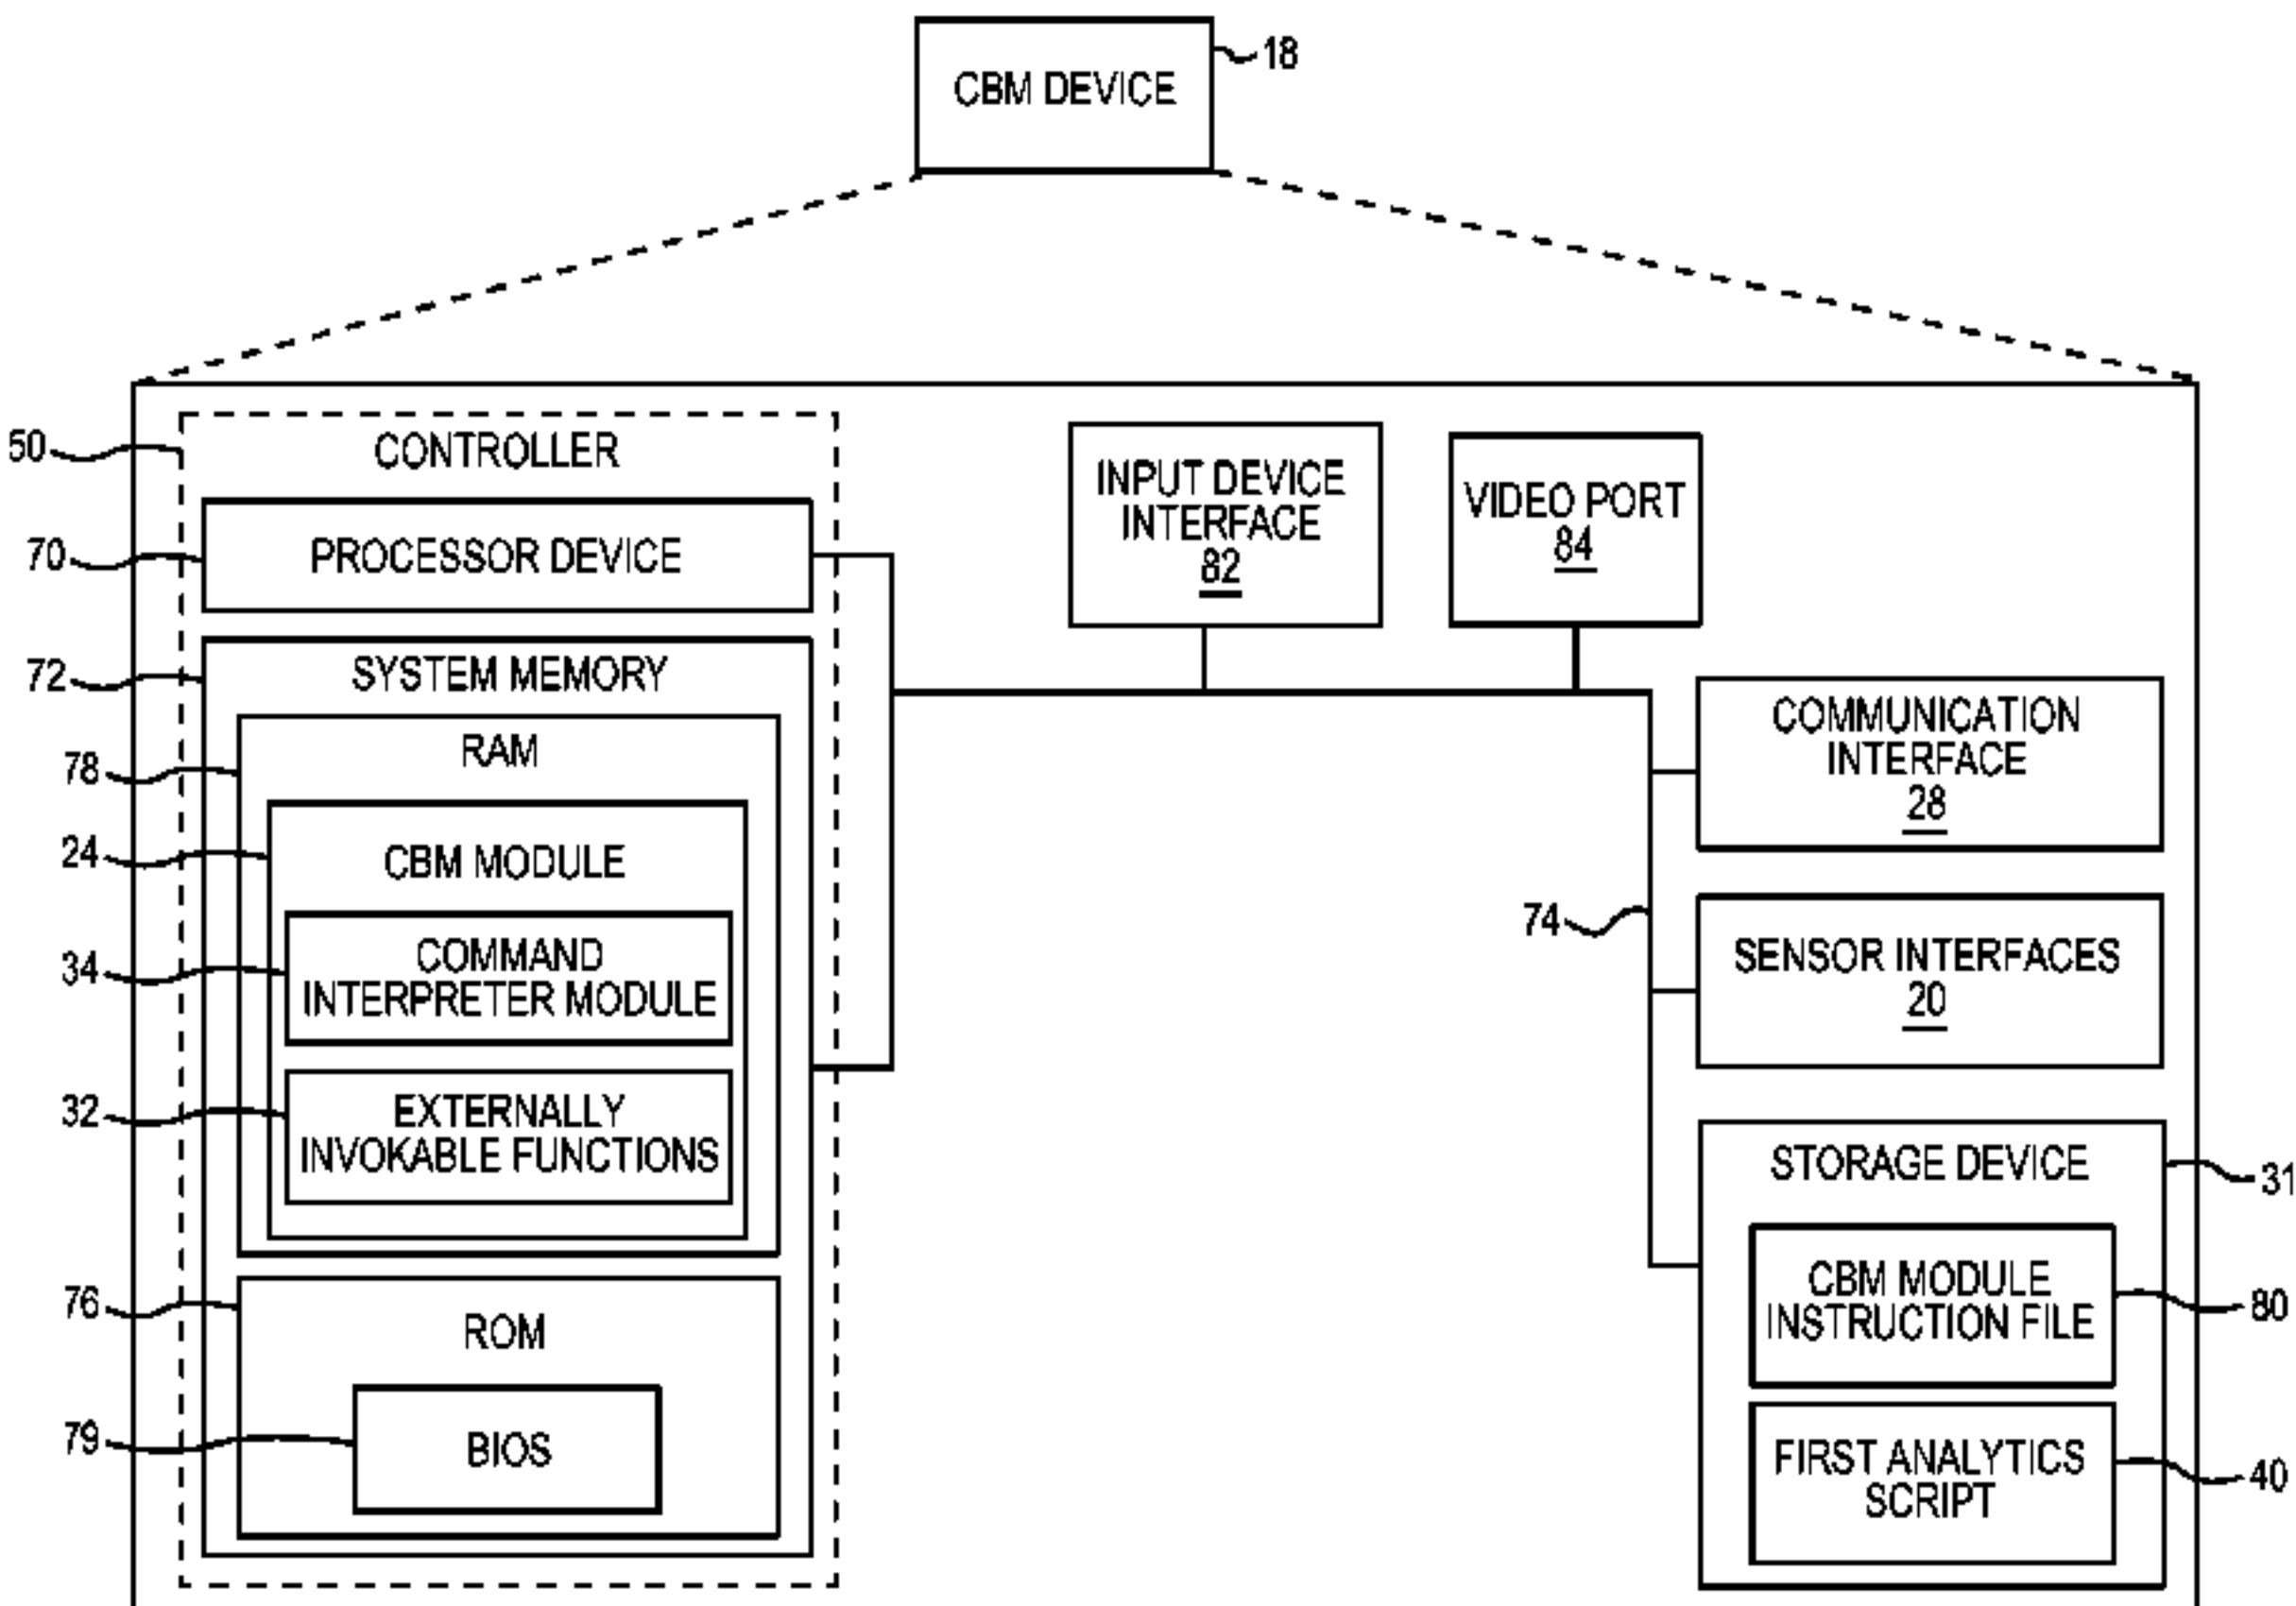 CBM DEVICE
18
50
CONTROLLER
70
PROCESSOR DEVICE
72
SYSTEM MEMORY
78
RAM
24
CBM MODULE
34
COMMAND
INTERPRETER MODULE
32
EXTERNALLY
INVOKABLE FUNCTIONS
76
ROM
79
BIOS
INPUT DEVICE
INTERFACE
82
VIDEO PORT
84
COMMUNICATION
INTERFACE
28
74
SENSOR INTERFACES
20
STORAGE DEVICE
31
CBM MODULE
INSTRUCTION FILE
80
FIRST ANALYTICS
SCRIPT
40